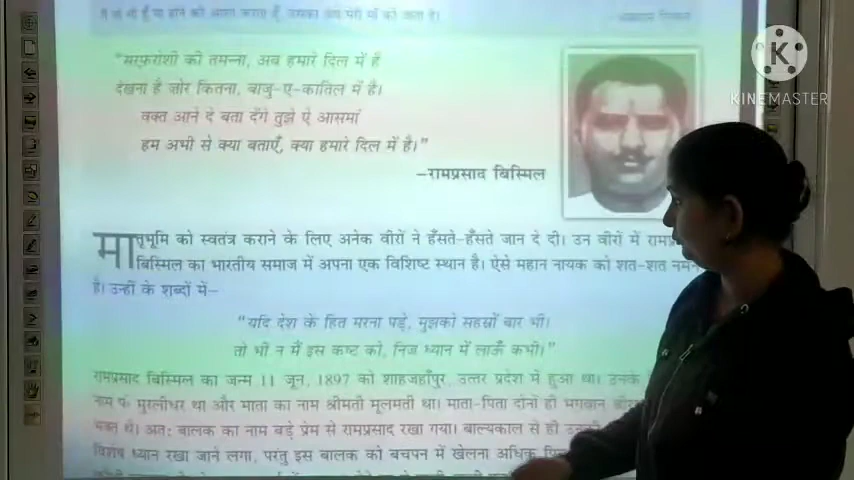 "सरफ़रोशी की तमन्ना, अब हमारे दिल में है
देखना है ज़ोर कितना, बाजु-ए-कातिल में है।
वक्त आने दे बता देंगे तुझे ऐ आसमां
हम अभी से क्या बताएँ, क्या हमारे दिल में है।"
–रामप्रसाद बिस्मिल
KINEMASTER
मातृभूमि को स्वतंत्र कराने के लिए अनेक वीरों ने हँसते-हँसते जान दे दी। उन वीरों में
बिस्मिल का भारतीय समाज में अपना एक विशिष्ट स्थान है। ऐसे महान नायक को शत-शत नमन
है। उन्हीं के शब्दों में–
"यदि देश के हित मरना पड़े, मुझको सहस्रों बार भी।
तो भी न मैं इस कष्ट को, निज ध्यान में लाऊँ कभी।"
रामप्रसाद बिस्मिल का जन्म 11 जून, 1897 को शाहजहाँपुर, उत्तर प्रदेश में हुआ था। उनके
नाम पं. मुरलीधर था और माता का नाम श्रीमती मूलमती था। माता-पिता दोनों ही भगवान
भक्त थे। अतः बालक का नाम बड़े प्रेम से रामप्रसाद रखा गया। बाल्यकाल से ही
विशेष ध्यान रखा जाने लगा, परंतु इस बालक को बचपन में खेलना अधिक